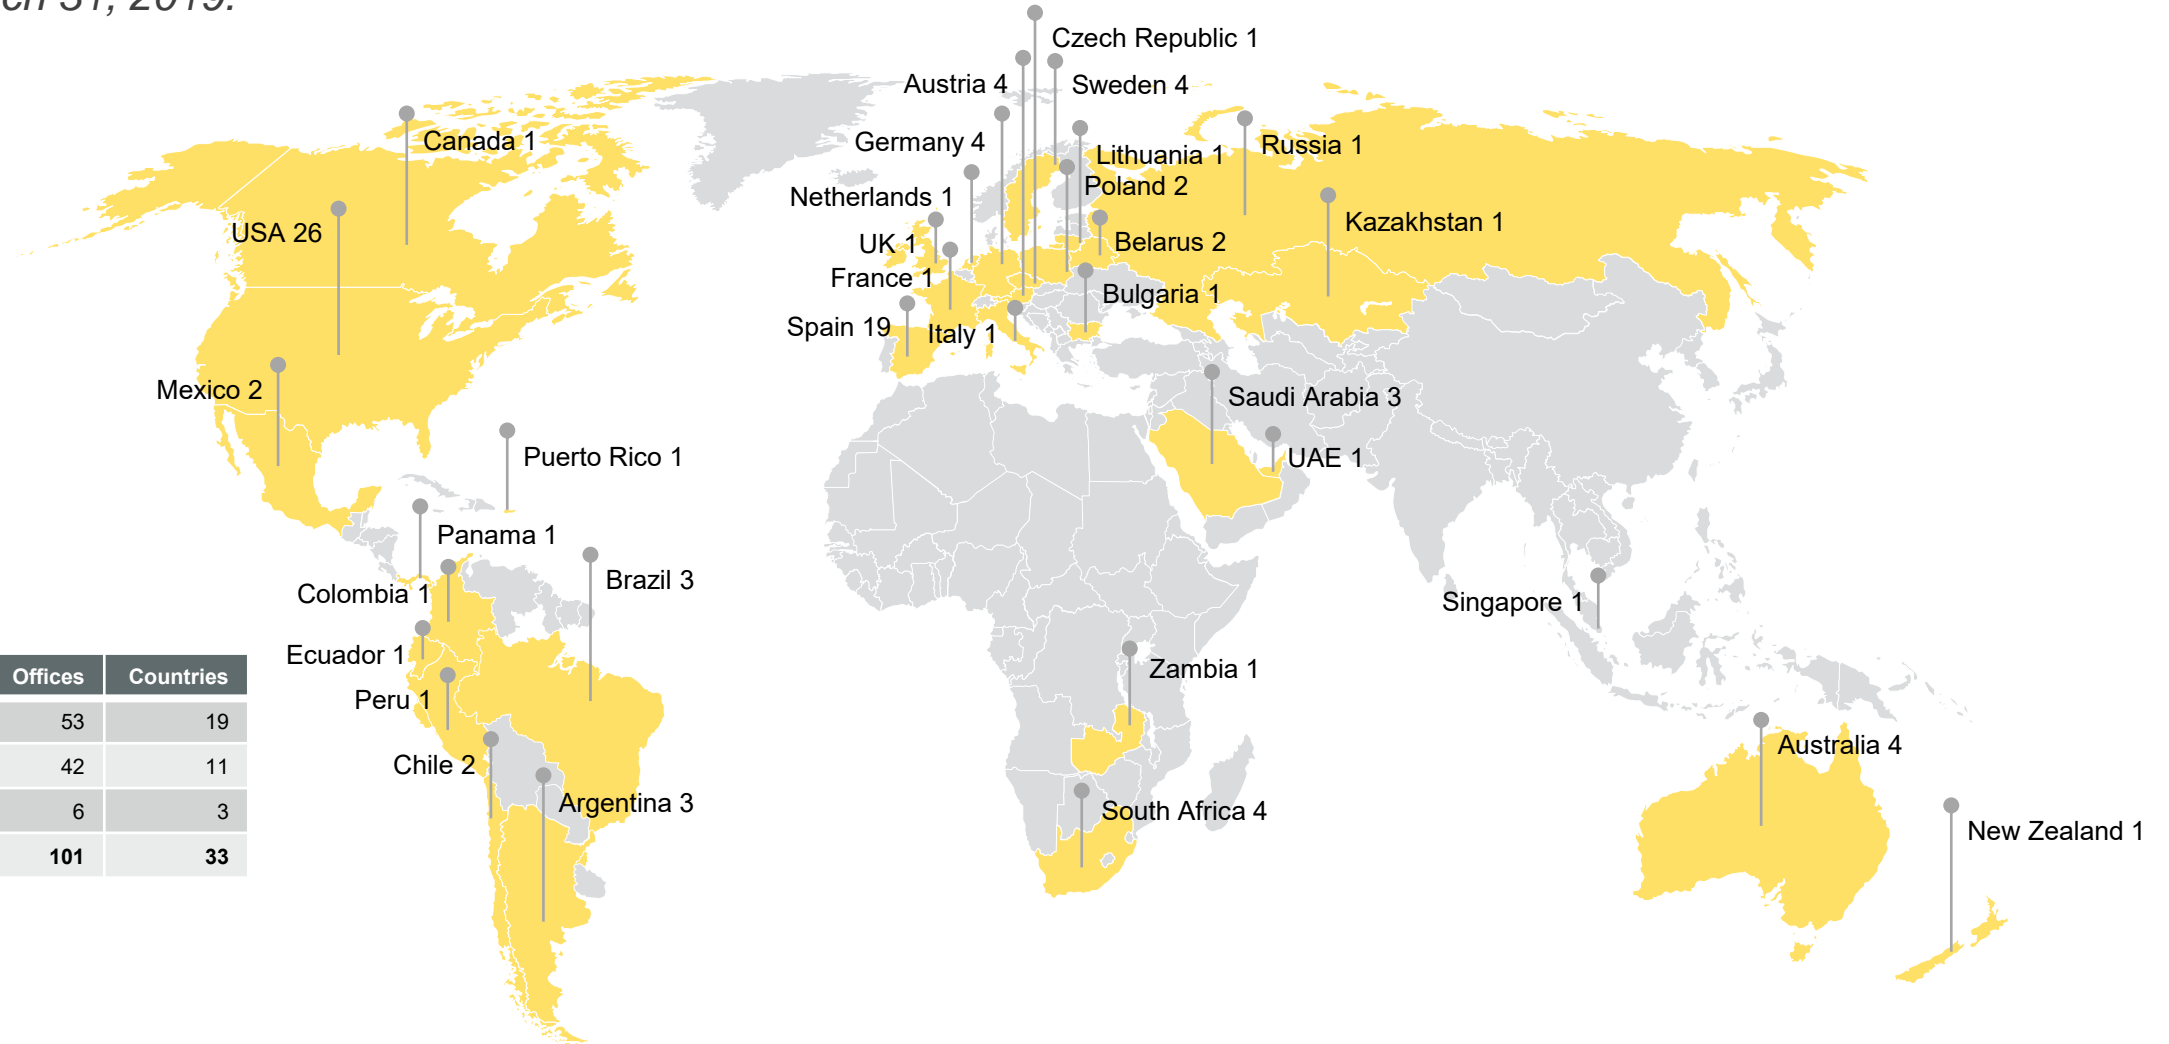 31, 2019.
Czech Republic 1
Austria 4
Sweden 4
Canada 1
Germany 4
Lithuania 1
Russia 1
Netherlands 1
Poland 2
USA 26
UK 1
Belarus 2
Kazakhstan 1
France 1
Bulgaria 1
Spain 19
Italy 1
Mexico 2
Saudi Arabia 3
Puerto Rico 1
UAE 1
Panama 1
Brazil 3
Colombia 1
Singapore 1
Ecuador 1
Zambia 1
Peru 1
Australia 4
Chile 2
Argentina 3
South Africa 4
New Zealand 1
Offices Countries
53 19
42 11
6 3
101 33